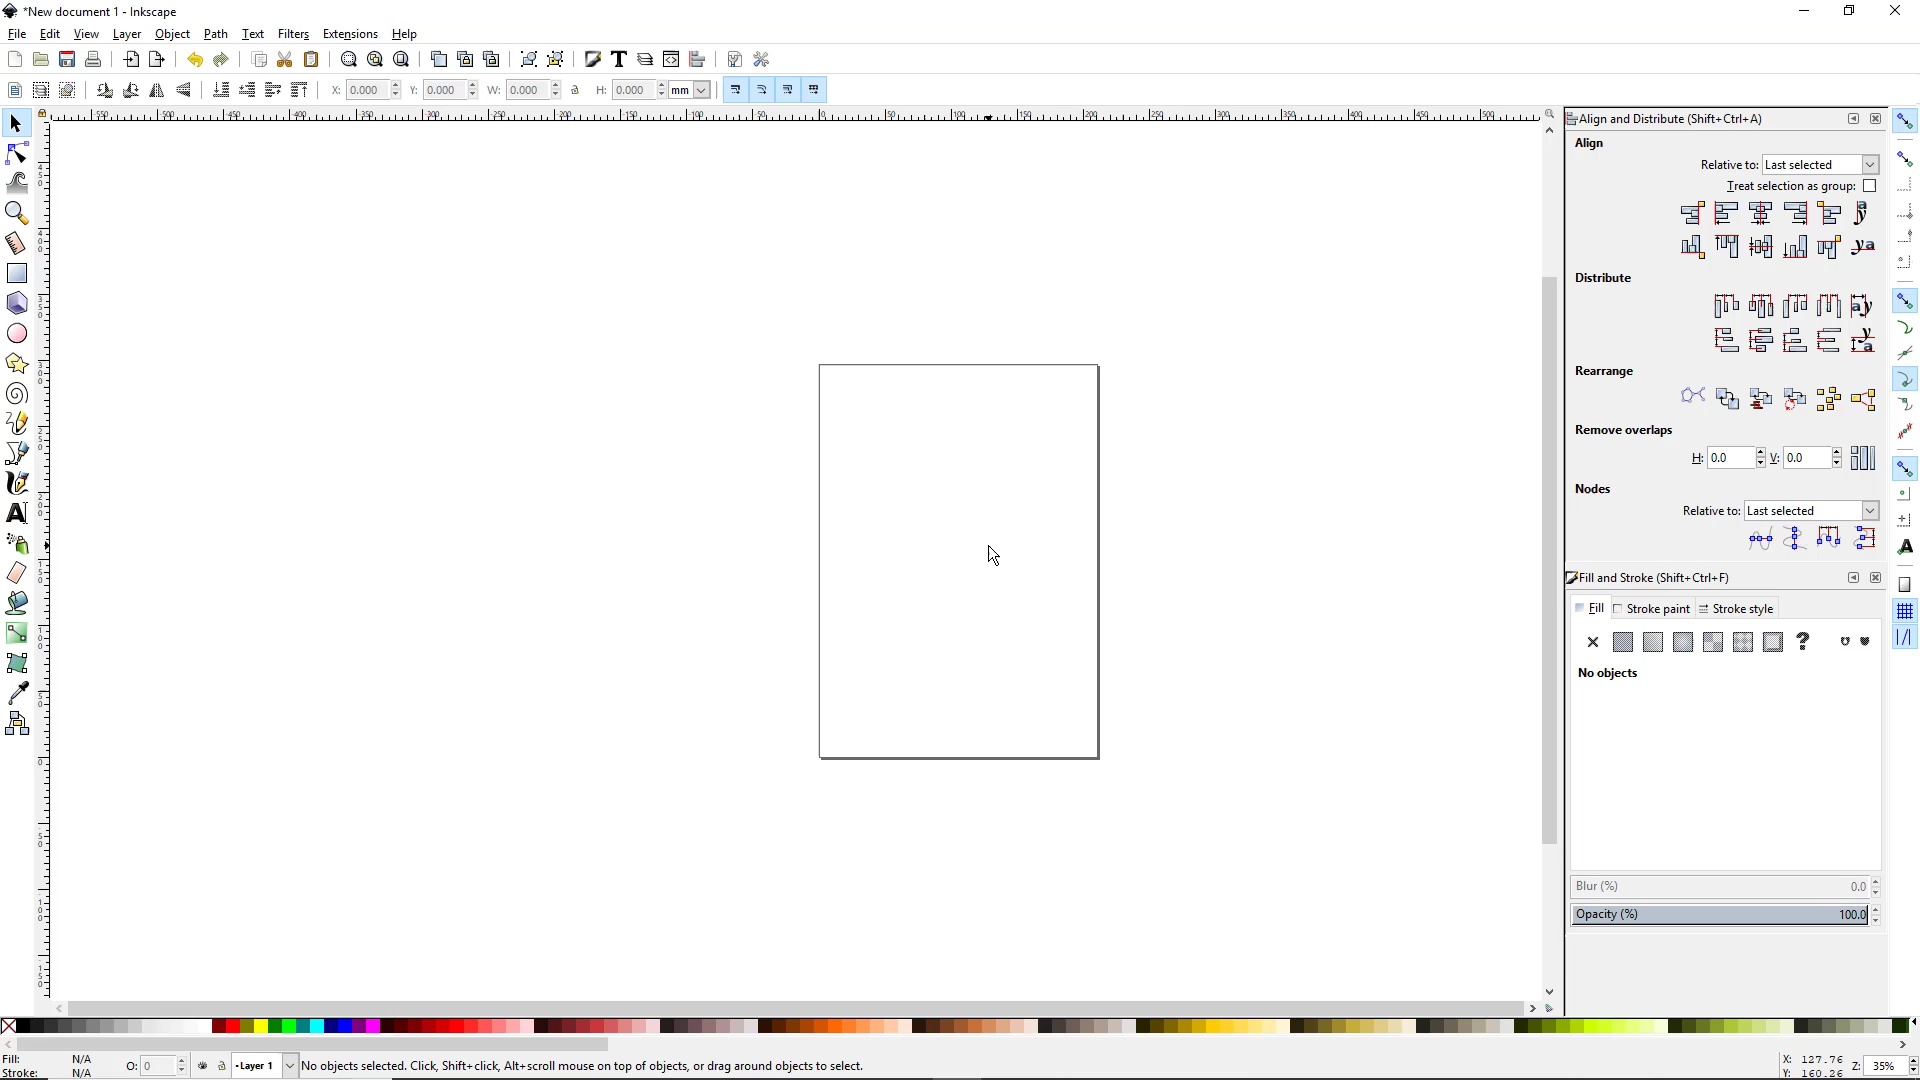 *New document 1 - Inkscape
File Edit View Layer Object Path Text Filters Extensions Help
X: 0.000 Y: 0.000 W: 0.000 H: 0.000 mm
Align and Distribute (Shift+Ctrl+A)
Align
Relative to: Last selected
Treat selection as group:
Distribute
Rearrange
Remove overlaps
H: 0.0 V: 0.0
Nodes
Relative to: Last selected
Fill and Stroke (Shift+Ctrl+F)
Fill Stroke paint Stroke style
No objects
Blur (%) 0.0
Opacity (%) 100.0
Fill: N/A
Stroke: N/A
O: 0
•Layer 1
No objects selected. Click, Shift+click, Alt+scroll mouse on top of objects, or drag around objects to select.
X: 127.76
Y: 160.26
Z: 35%